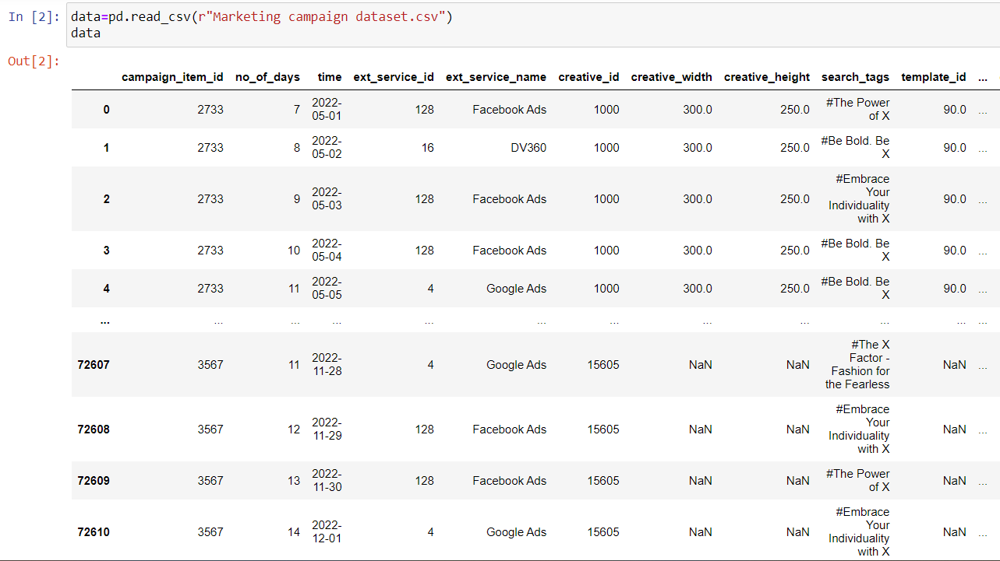 In [2]: data=pd.read_csv(r"Marketing campaign dataset.csv")
data
Out[2]:
campaign_item_id no_of_days time ext_service_id ext_service_name creative_id creative_width creative_height search_tags template_id ...
0 2733 7 2022-05-01 128 Facebook Ads 1000 300.0 250.0 #The Power of X 90.0 ...
1 2733 8 2022-05-02 16 DV360 1000 300.0 250.0 #Be Bold. Be X 90.0 ...
2 2733 9 2022-05-03 128 Facebook Ads 1000 300.0 250.0 #Embrace Your Individuality with X 90.0 ...
3 2733 10 2022-05-04 128 Facebook Ads 1000 300.0 250.0 #Be Bold. Be X 90.0 ...
4 2733 11 2022-05-05 4 Google Ads 1000 300.0 250.0 #Be Bold. Be X 90.0 ...
... ... ... ... ... ... ... ... ... ... ... ...
72607 3567 11 2022-11-28 4 Google Ads 15605 NaN NaN #The X Factor - Fashion for the Fearless NaN ...
72608 3567 12 2022-11-29 128 Facebook Ads 15605 NaN NaN #Embrace Your Individuality with X NaN ...
72609 3567 13 2022-11-30 128 Facebook Ads 15605 NaN NaN #The Power of X NaN ...
72610 3567 14 2022-12-01 4 Google Ads 15605 NaN NaN #Embrace Your Individuality with X NaN ...